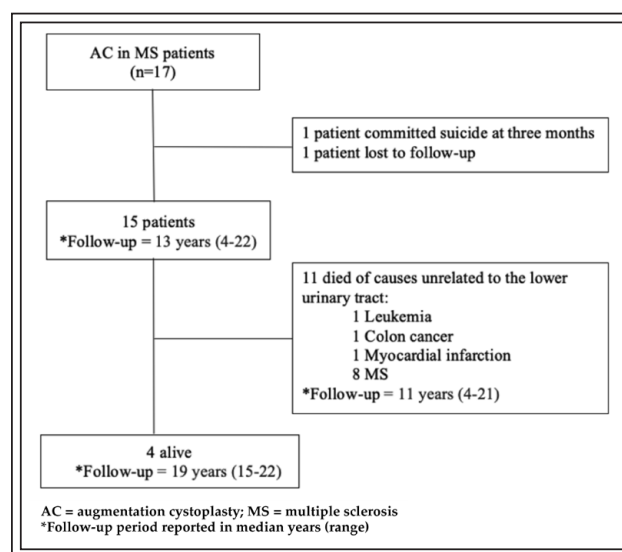 AC in MS patients
(n=17)
1 patient committed suicide at three months
1 patient lost to follow-up
15 patients
*Follow-up = 13 years (4-22)
11 died of causes unrelated to the lower
urinary tract:
1 Leukemia
1 Colon cancer
1 Myocardial infarction
8 MS
*Follow-up = 11 years (4-21)
4 alive
*Follow-up = 19 years (15-22)
AC = augmentation cystoplasty; MS = multiple sclerosis
*Follow-up period reported in median years (range)